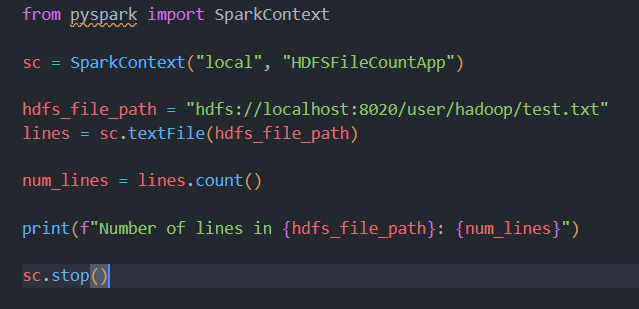 from pyspark import SparkContext
sc = SparkContext("local", "HDFSFileCountApp")
hdfs_file_path = "hdfs://localhost:8020/user/hadoop/test.txt"
lines = sc.textFile(hdfs_file_path)
num_lines = lines.count()
print(f"Number of lines in {hdfs_file_path}: {num_lines}")
sc.stop()